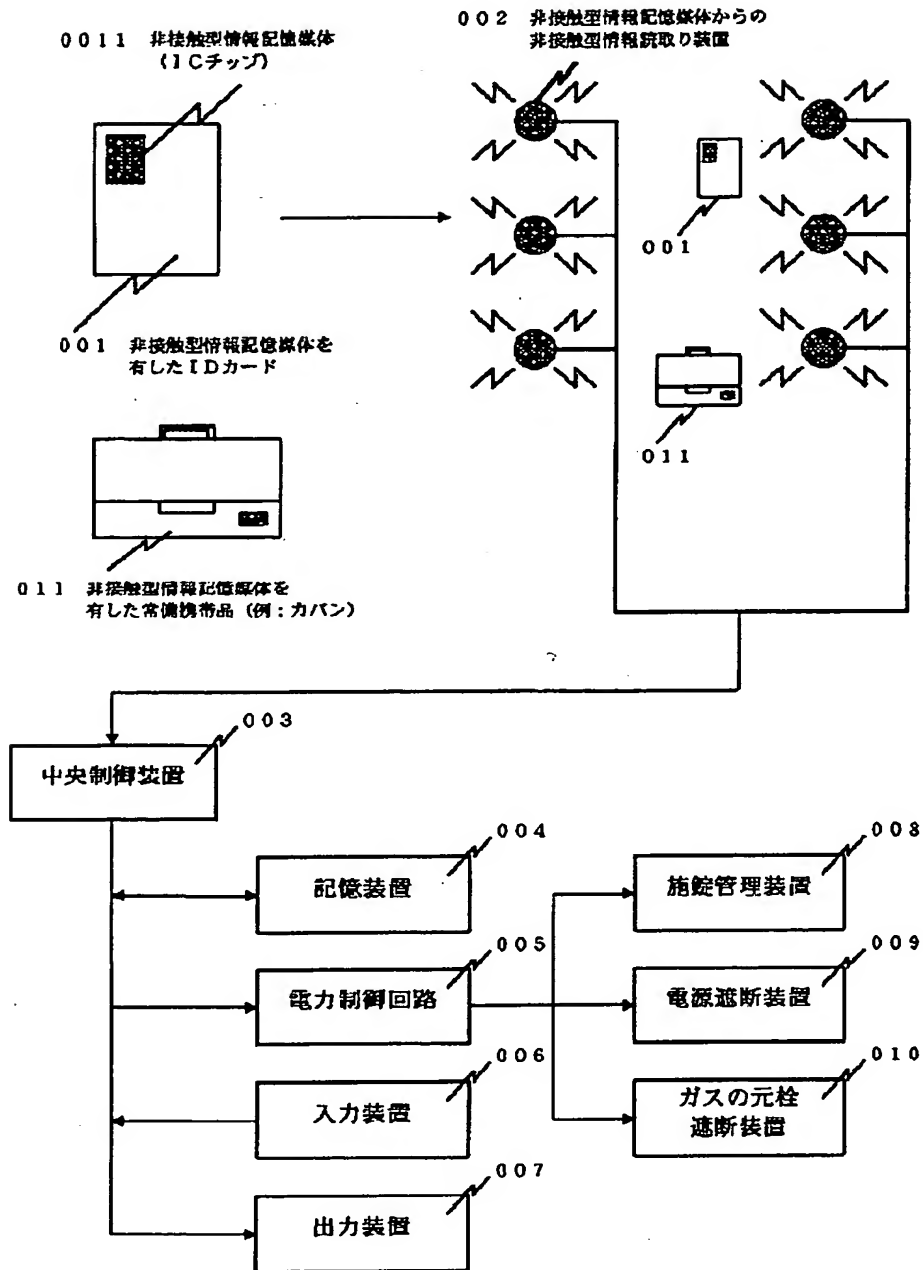 0011 非接触型情報記憶媒体
(ICチップ)
002 非接触型情報記憶媒体からの
非接触型情報読取り装置
001
001 非接触型情報記憶媒体を
有したIDカード
011
011 非接触型情報記憶媒体を
有した常備携帯品(例:カバン)
003
中央制御装置
004
記憶装置
008
施錠管理装置
005
電力制御回路
009
電源遮断装置
006
入力装置
010
ガスの元栓
遮断装置
007
出力装置